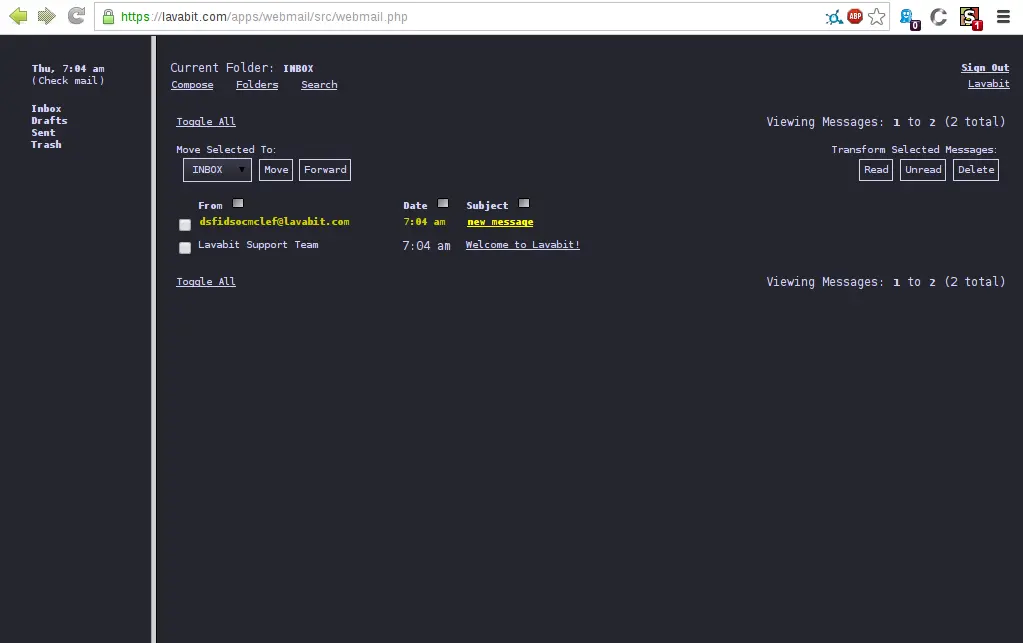 https://lavabit.com/apps/webmail/src/webmail.php
ABP
0
S
1
Thu, 7:04 am
(Check mail)
Inbox
Drafts
Sent
Trash
Current Folder: INBOX
Sign Out
Compose Folders Search
Lavabit
Toggle All
Viewing Messages: 1 to 2 (2 total)
Move Selected To:
Transform Selected Messages:
INBOX Move Forward
Read Unread Delete
From Date Subject
dsfidsocmclef@lavabit.com 7:04 am new message
Lavabit Support Team 7:04 am Welcome to Lavabit!
Toggle All
Viewing Messages: 1 to 2 (2 total)